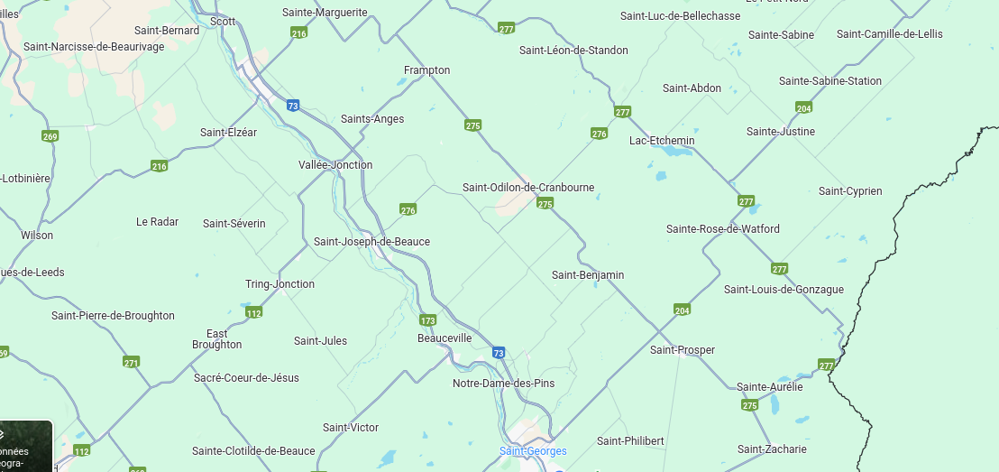 Scott
Sainte-Marguerite
Saint-Luc-de-Bellechasse
Saint-Bernard
216
277
Sainte-Sabine
Saint-Camille-de-Lellis
Saint-Narcisse-de-Beaurivage
Saint-Léon-de-Standon
Frampton
Sainte-Sabine-Station
Saint-Abdon
73
204
277
Saints-Anges
275
269
Saint-Elzéar
276
Sainte-Justine
Lac-Etchemin
216
Vallée-Jonction
-Lotbinière
Saint-Odilon-de-Cranbourne
Saint-Cyprien
275
277
276
Le Radar
Saint-Séverin
Sainte-Rose-de-Watford
Wilson
Saint-Joseph-de-Beauce
277
ues-de-Leeds
Saint-Benjamin
Tring-Jonction
Saint-Louis-de-Gonzague
112
204
Saint-Pierre-de-Broughton
173
East
Broughton
Saint-Jules
Beauceville
Saint-Prosper
69
73
271
277
Sacré-Coeur-de-Jésus
Notre-Dame-des-Pins
Sainte-Aurélie
275
Saint-Victor
Saint-Philibert
112
Sainte-Clotilde-de-Beauce
Saint-Georges
Saint-Zacharie
onnées
eogra-